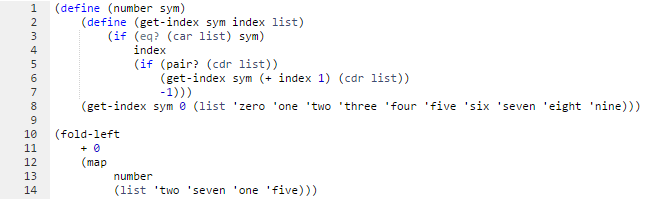 1 (define (number sym)
2     (define (get-index sym index list)
3         (if (eq? (car list) sym)
4             index
5             (if (pair? (cdr list))
6                 (get-index sym (+ index 1) (cdr list))
7                 -1)))
8     (get-index sym 0 (list 'zero 'one 'two 'three 'four 'five 'six 'seven 'eight 'nine)))
9
10 (fold-left
11     + 0
12     (map
13         number
14         (list 'two 'seven 'one 'five)))